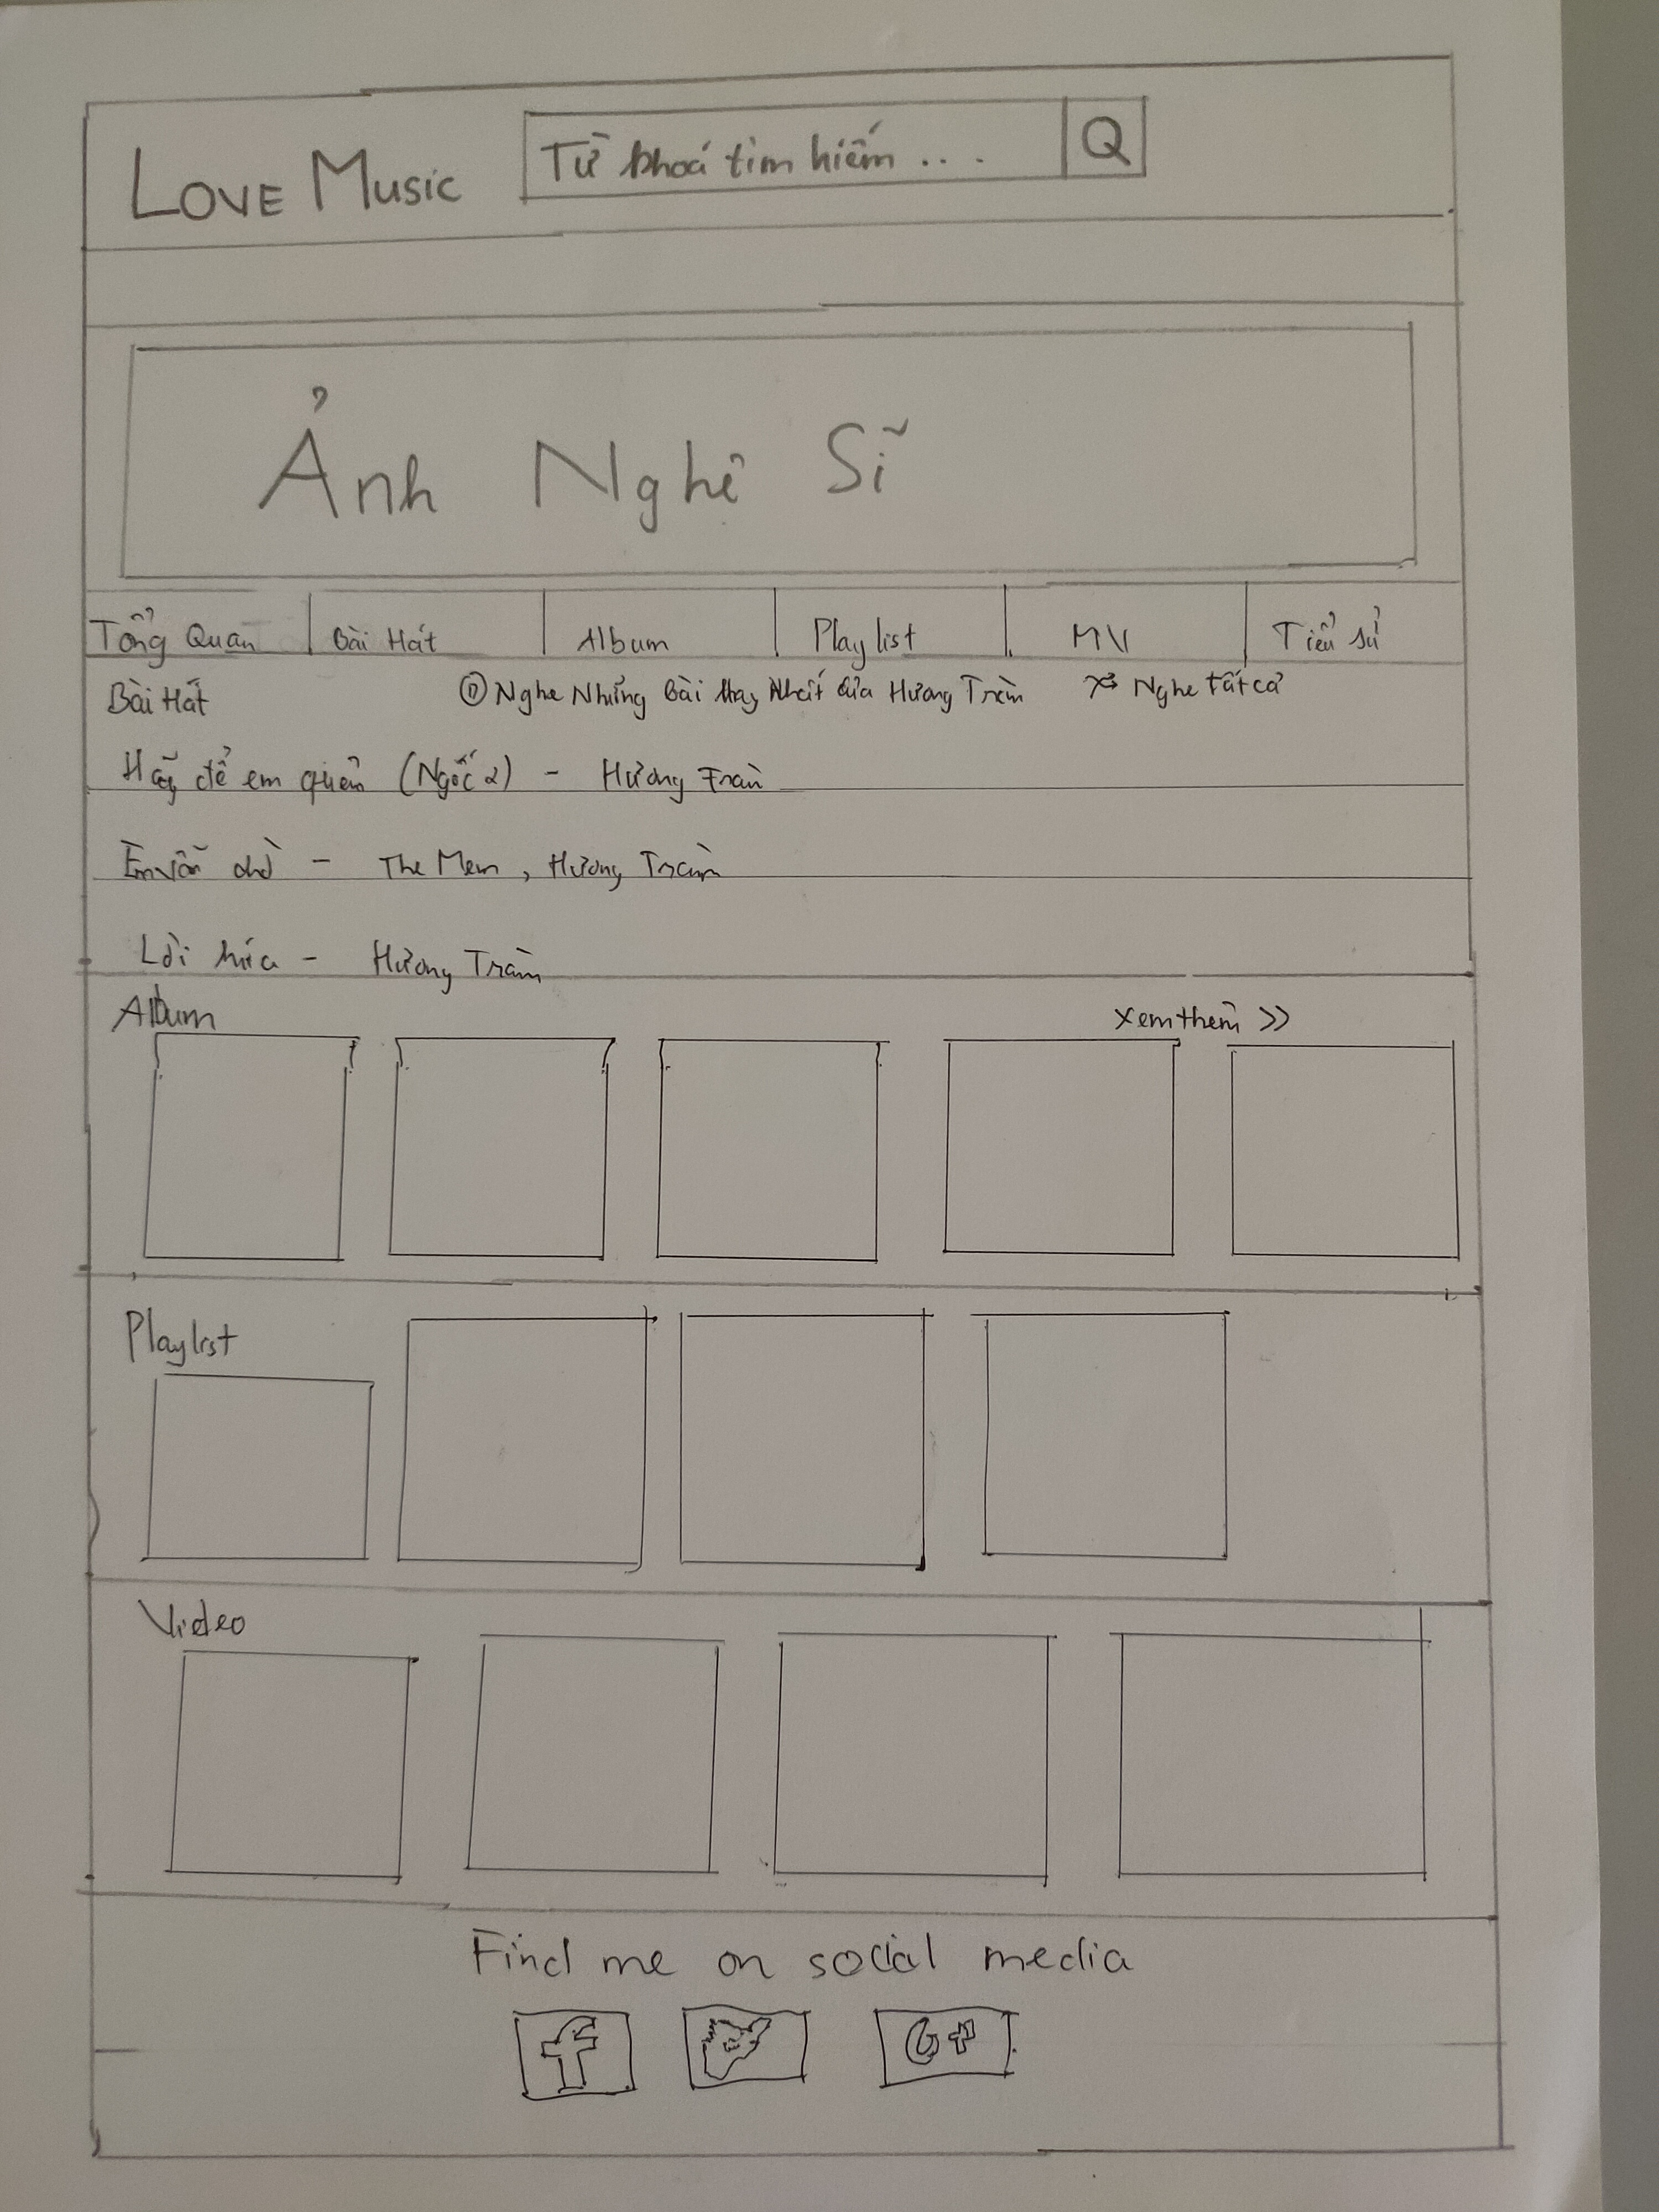 LOVE MUSIC
Từ khoá tìm hiếm ....
Q
Ảnh Nghê Sĩ
Tổng Quan Bài Hát Album Playlist MV Tiểu sử
Bài Hát Nghe Những Bài Hay Nhất Của Hương Tràm Nghe tất cả
Hãy để em quên (Ngốc 2) - Hương Tràm
Em vẫn chờ - The Men, Hương Tràm
Lời hứa - Hương Tràm
Album Xem thêm >>
Playlist
Video
Find me on social media
f G+